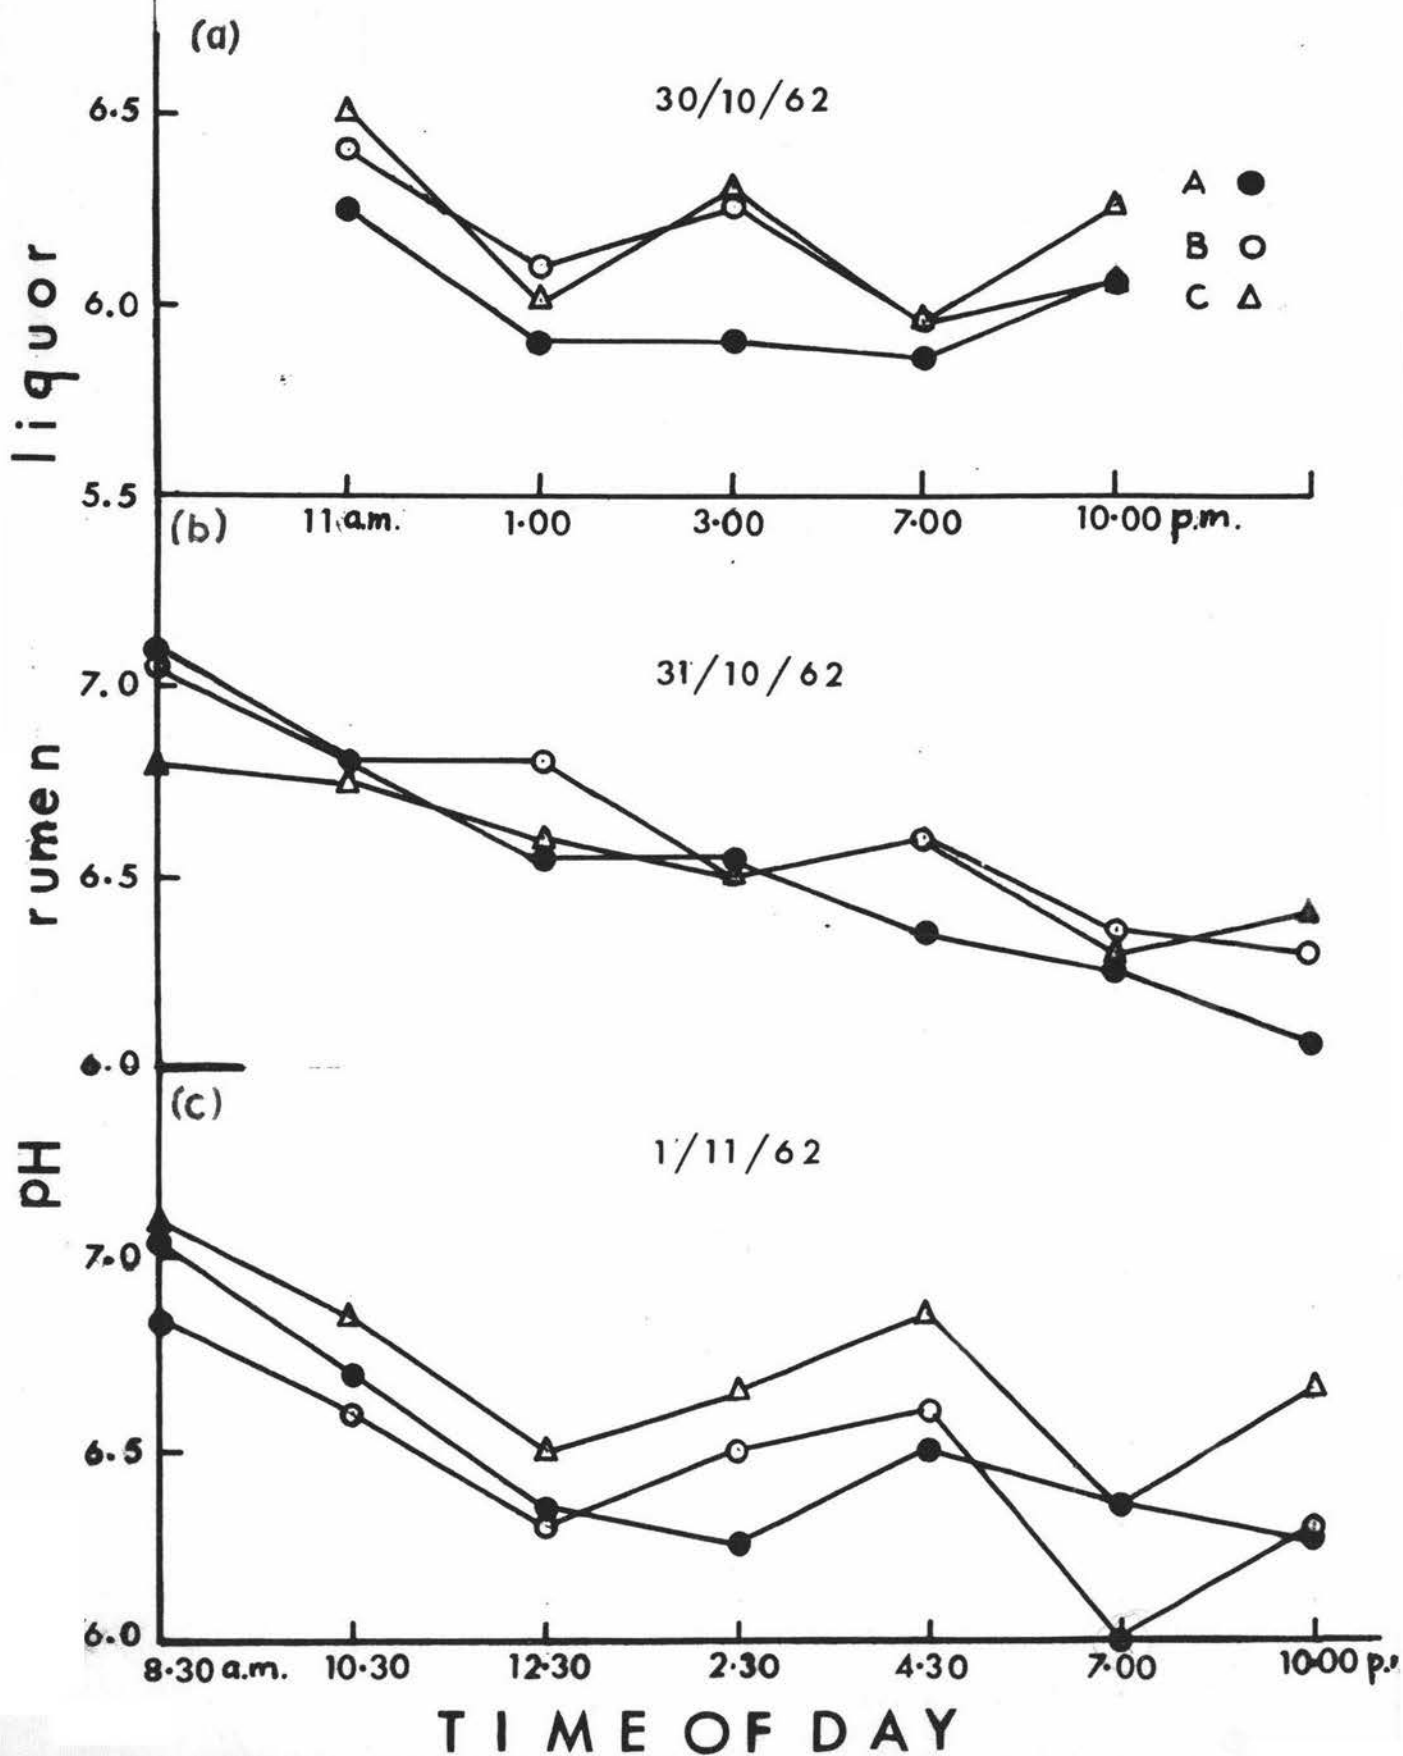 (a)
30/10/62
6.5
A
B
C
6.0
5.5
11 a.m. 1·00 3·00 7·00 10·00 p.m.
(b)
31/10/62
7.0
6.5
6.0
(c)
1/11/62
7.0
6.5
6.0
8·30 a.m. 10·30 12·30 2·30 4·30 7·00 10·00 p.
TIME OF DAY
pH rumen liquor